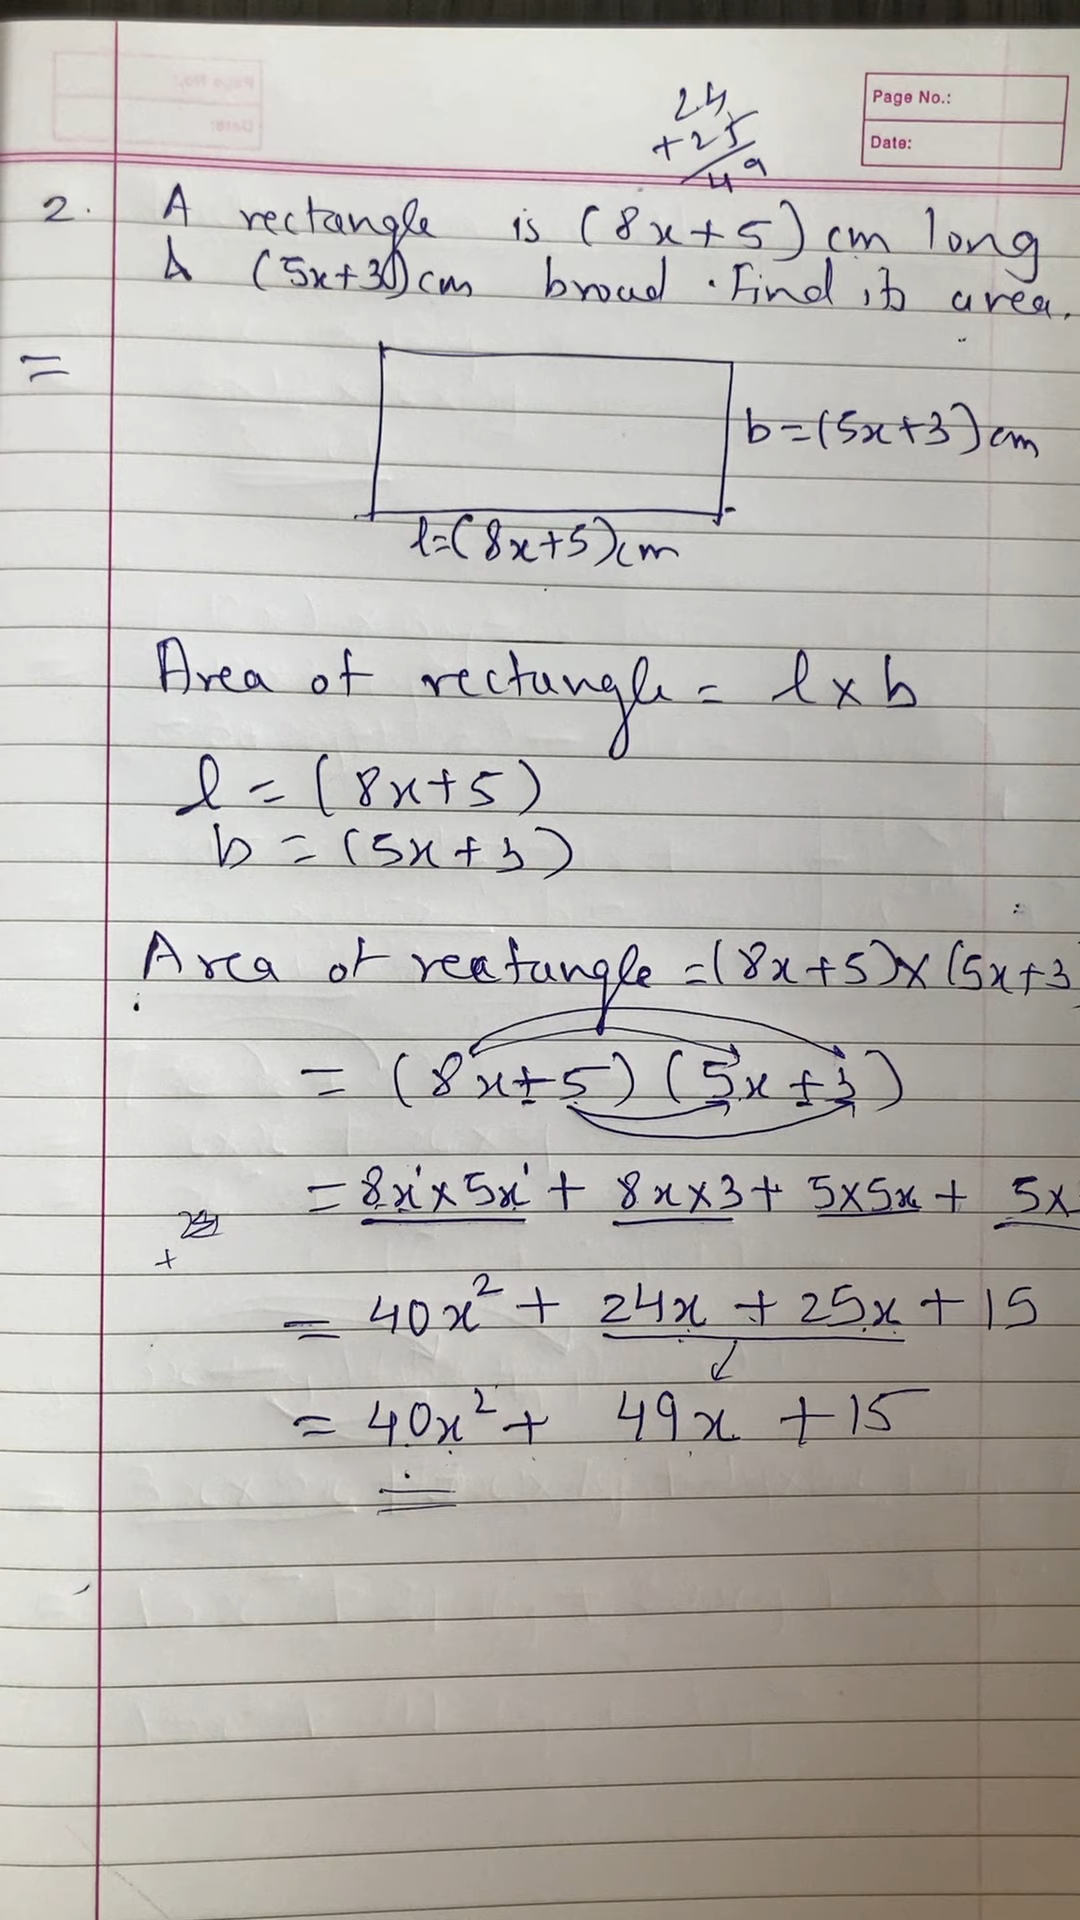 Page No.:
Date:
24
+25
49
2. A rectangle is (8x+5) cm long
& (5x+3) cm broad. Find its area.
=
b=(5x+3)cm
l=(8x+5)cm
Area of rectangle = l×b
l = (8x+5)
b = (5x+3)
Area of rectangle =(8x+5)×(5x+3)
= (8x+5)(5x+3)
= 8x×5x + 8x×3+ 5×5x + 5×
+
= 40x² + 24x + 25x + 15
= 40x² + 49x + 15